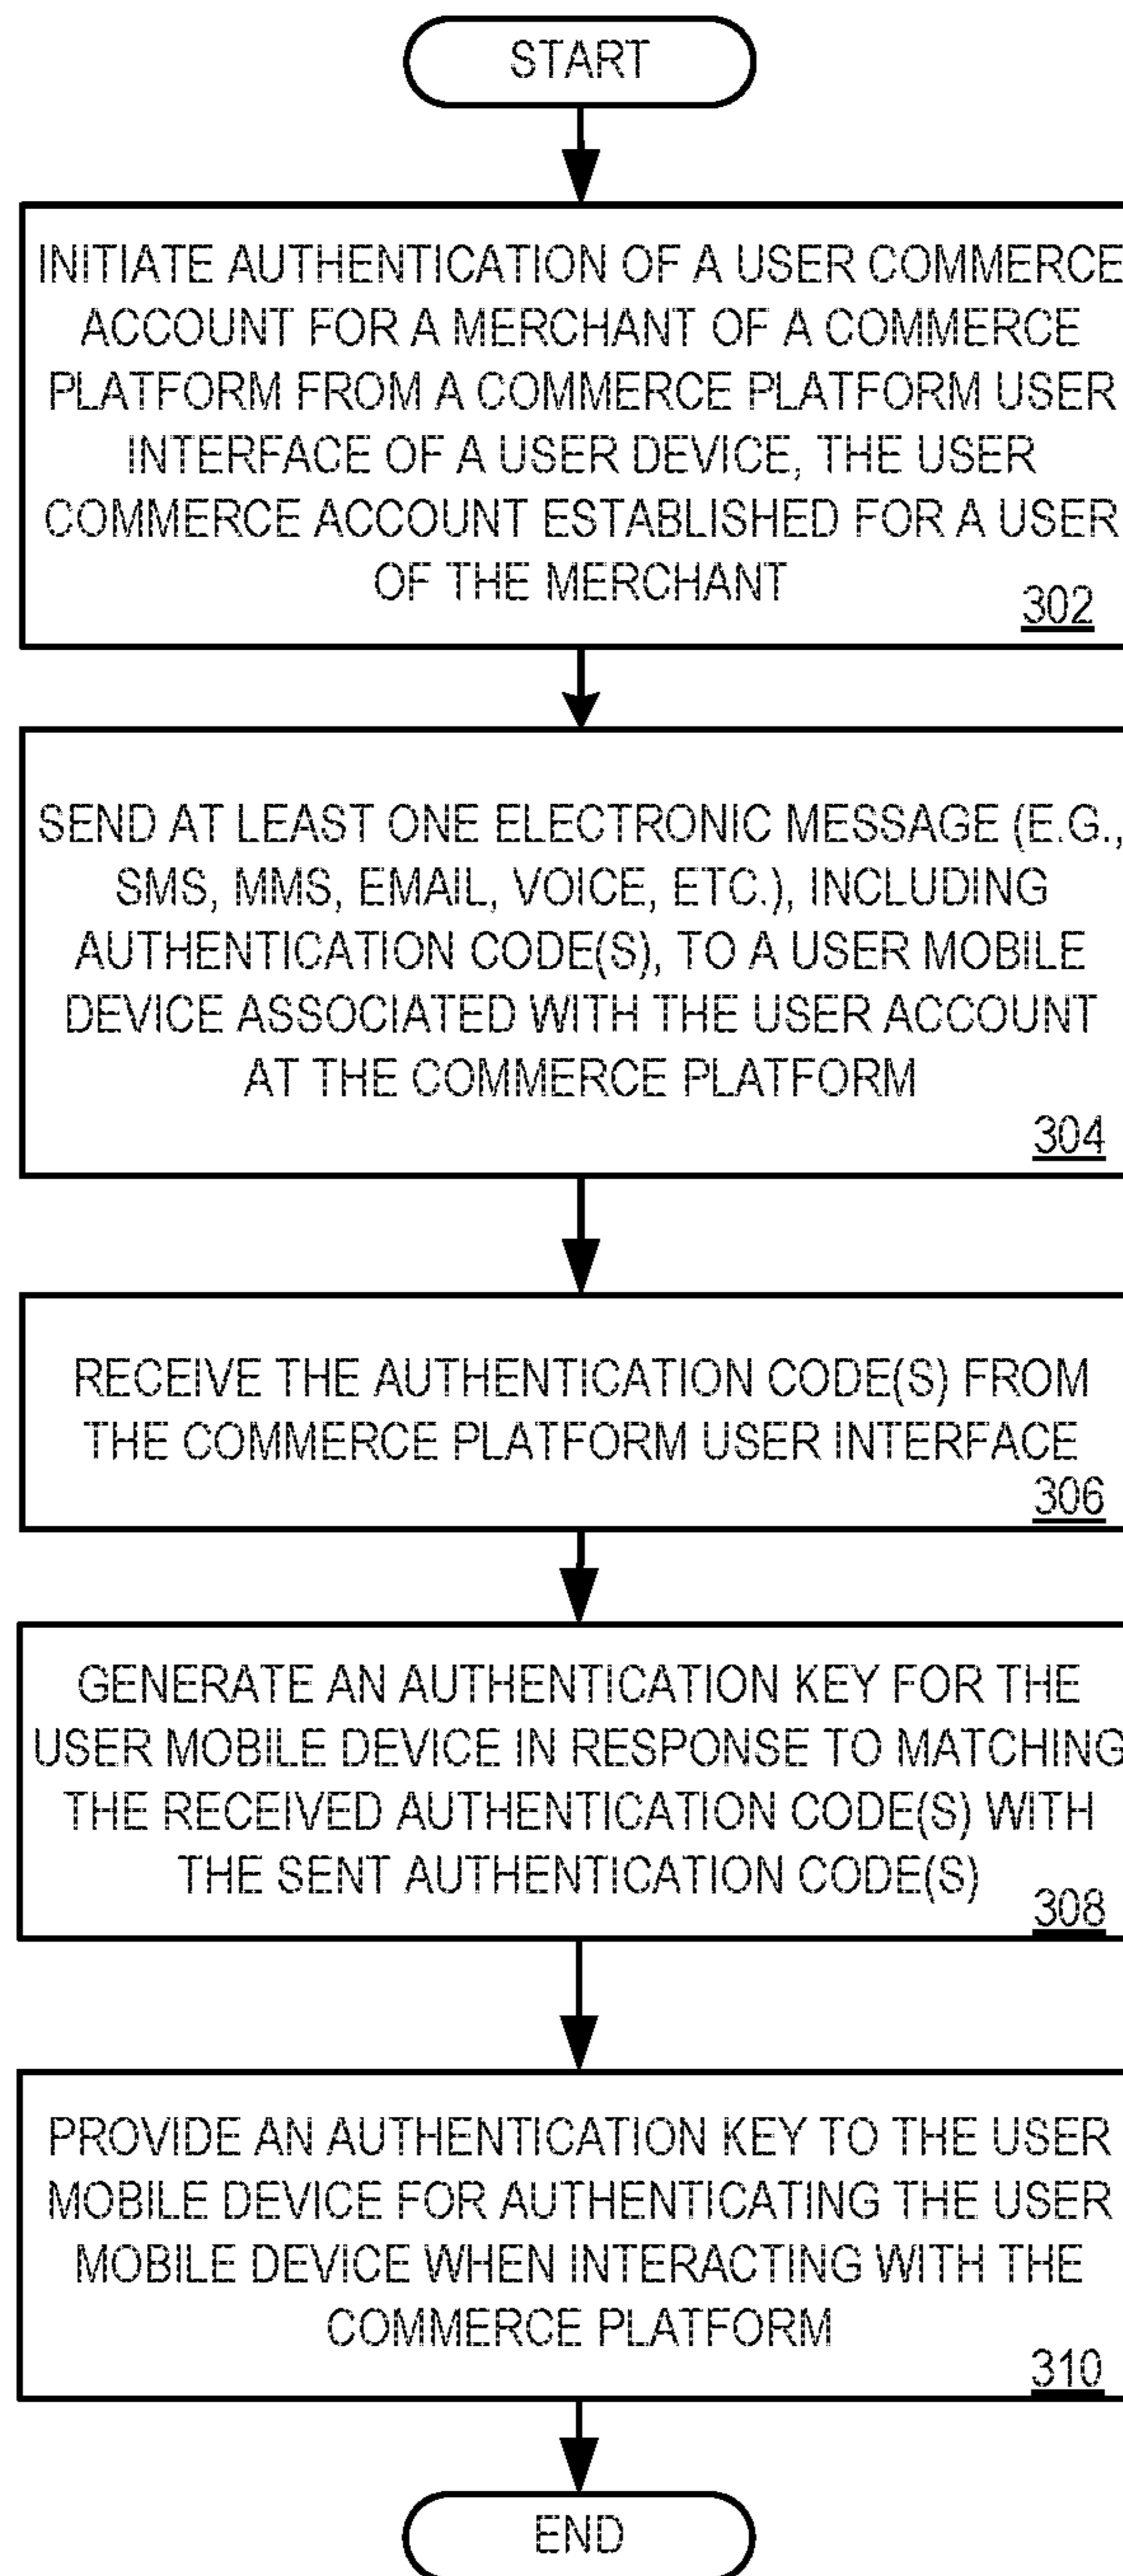 START
INITIATE AUTHENTICATION OF A USER COMMERCE
ACCOUNT FOR A MERCHANT OF A COMMERCE
PLATFORM FROM A COMMERCE PLATFORM USER
INTERFACE OF A USER DEVICE, THE USER
COMMERCE ACCOUNT ESTABLISHED FOR A USER
OF THE MERCHANT
302
SEND AT LEAST ONE ELECTRONIC MESSAGE (E.G.,
SMS, MMS, EMAIL, VOICE, ETC.), INCLUDING
AUTHENTICATION CODE(S), TO A USER MOBILE
DEVICE ASSOCIATED WITH THE USER ACCOUNT
AT THE COMMERCE PLATFORM
304
RECEIVE THE AUTHENTICATION CODE(S) FROM
THE COMMERCE PLATFORM USER INTERFACE
306
GENERATE AN AUTHENTICATION KEY FOR THE
USER MOBILE DEVICE IN RESPONSE TO MATCHING
THE RECEIVED AUTHENTICATION CODE(S) WITH
THE SENT AUTHENTICATION CODE(S)
308
PROVIDE AN AUTHENTICATION KEY TO THE USER
MOBILE DEVICE FOR AUTHENTICATING THE USER
MOBILE DEVICE WHEN INTERACTING WITH THE
COMMERCE PLATFORM
310
END